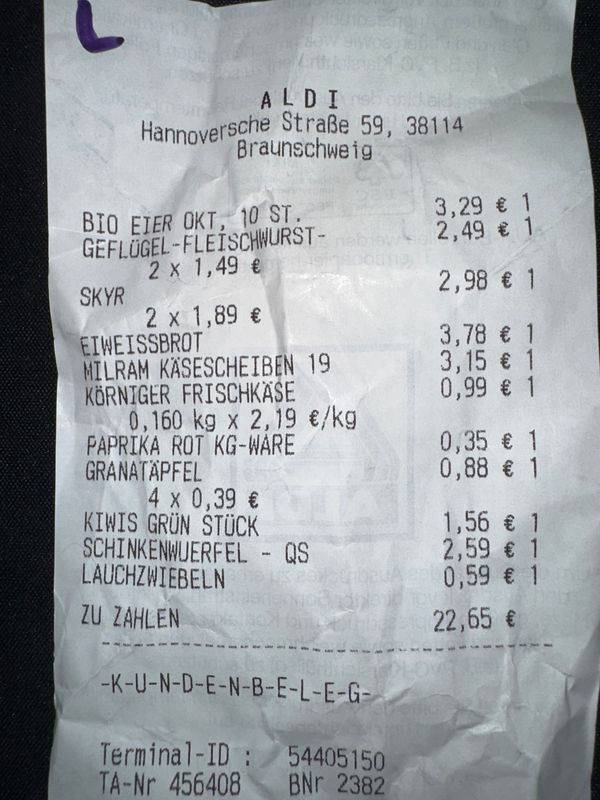 ALDI
Hannoversche Straße 59, 38114
Braunschweig
BIO EIER OKT, 10 ST. 3,29 € 1
GEFLÜGEL-FLEISCHWURST- 2,49 € 1
2 x 1,49 €
SKYR 2,98 € 1
2 x 1,89 €
EIWEISSBROT 3,78 € 1
MILRAM KÄSESCHEIBEN 19 3,15 € 1
KÖRNIGER FRISCHKÄSE 0,99 € 1
0,160 kg x 2,19 €/kg
PAPRIKA ROT KG-WARE 0,35 € 1
GRANATÄPFEL 0,88 € 1
4 x 0,39 €
KIWIS GRÜN STÜCK 1,56 € 1
SCHINKENWUERFEL - QS 2,59 € 1
LAUCHZWIEBELN 0,59 € 1
ZU ZAHLEN 22,65 €
-K-U-N-D-E-N-B-E-L-E-G-
Terminal-ID : 54405150
TA-Nr 456408 BNr 2382